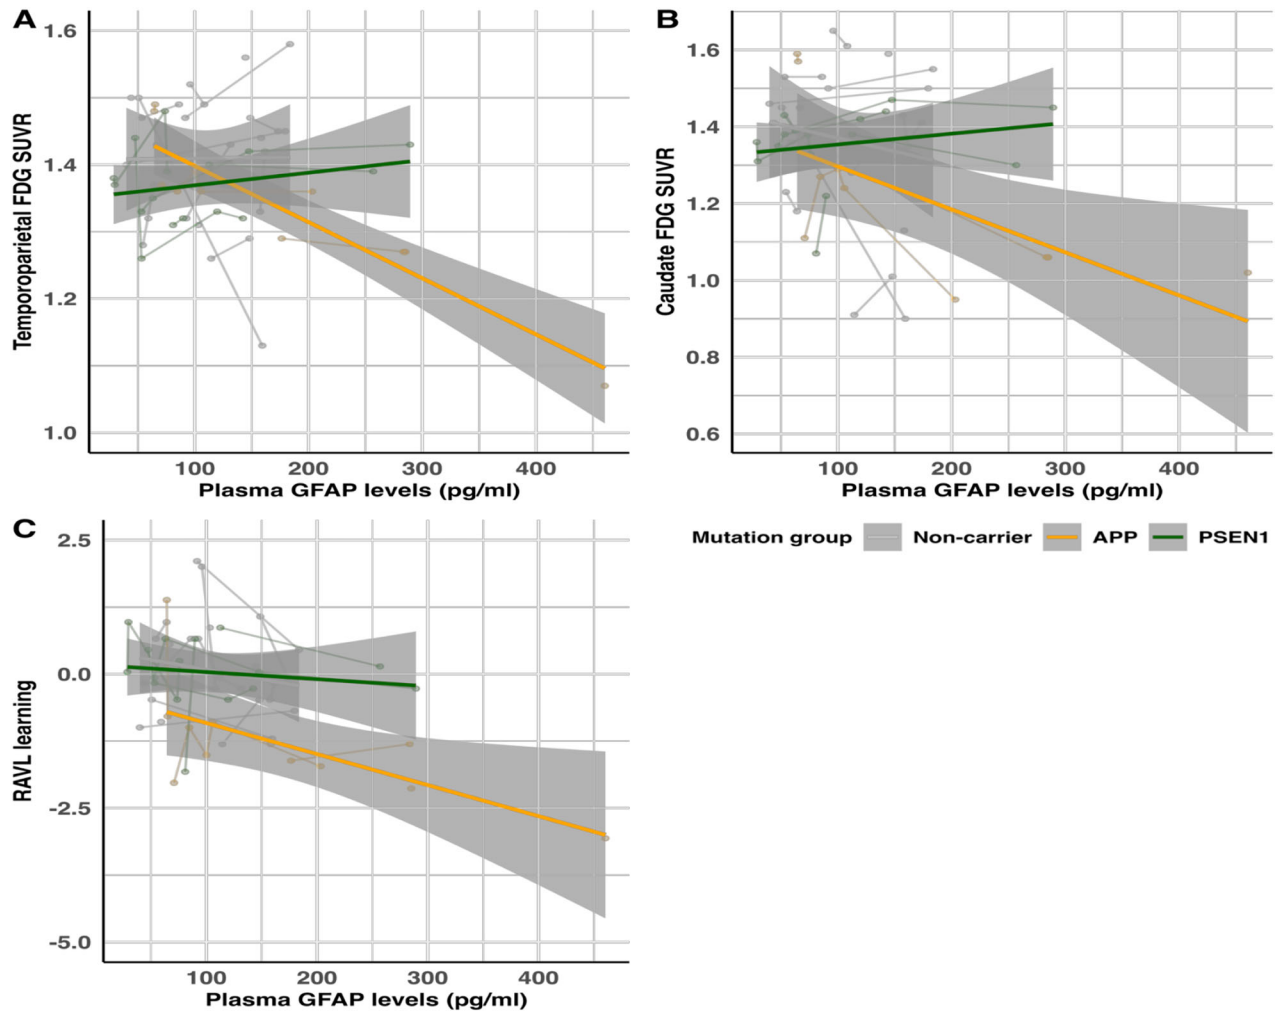 A
Temporoparietal FDG SUVR
1.6
1.4
1.2
1.0
100 200 300 400
Plasma GFAP levels (pg/ml)
B
Caudate FDG SUVR
1.6
1.4
1.2
1.0
0.8
0.6
100 200 300 400
Plasma GFAP levels (pg/ml)
C
RAVL learning
2.5
0.0
-2.5
-5.0
100 200 300 400
Plasma GFAP levels (pg/ml)
Mutation group Non-carrier APP PSEN1